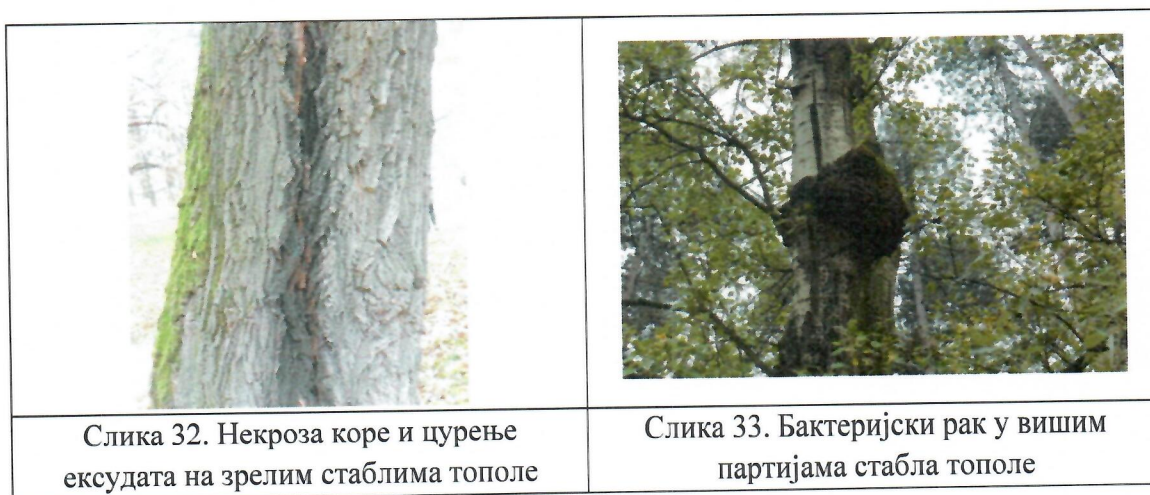 Слика 32. Некроза коре и цурење
ексудата на зрелим стаблима тополе
Слика 33. Бактеријски рак у вишим
партијама стабла тополе